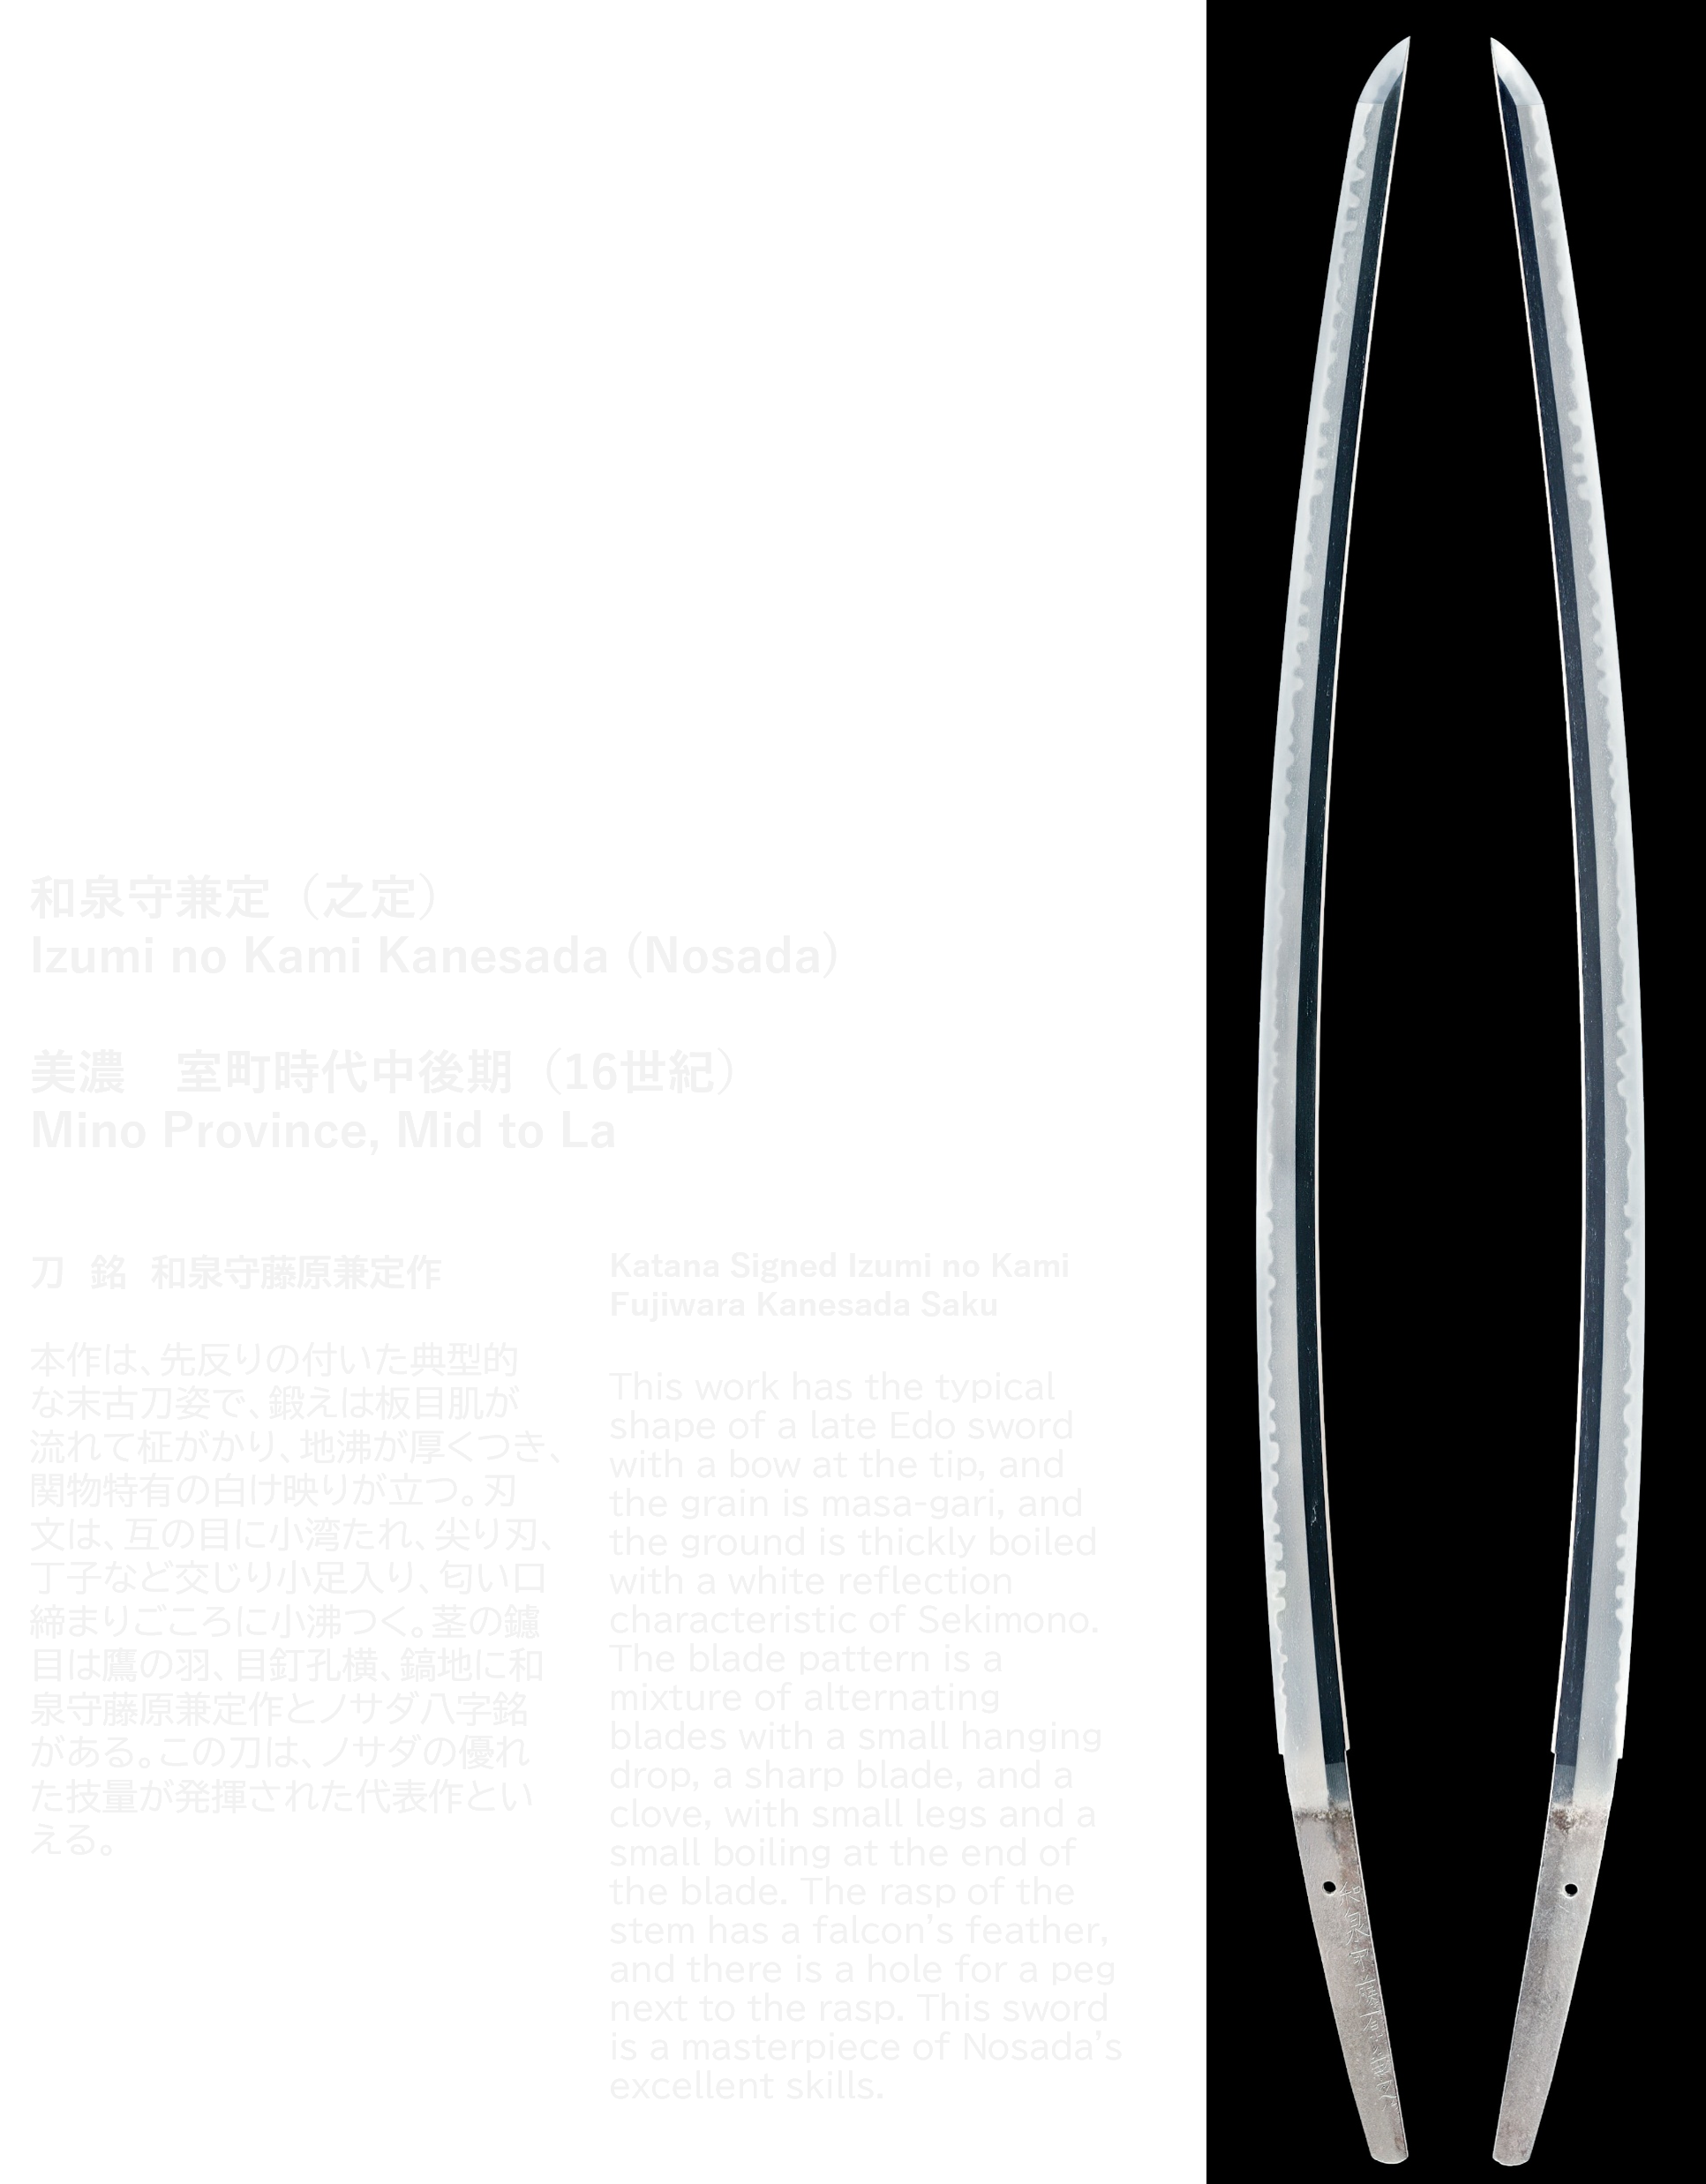 和泉守兼定（之定）
Izumi no Kami Kanesada (Nosada)
美濃　室町時代中後期（16世紀）
Mino Province, Mid to La
刀 銘 和泉守藤原兼定作
本作は、先反りの付いた典型的
な末古刀姿で、鍛えは板目肌が
流れて柾がかり、地沸が厚くつき、
関物特有の白け映りが立つ。刃
文は、互の目に小湾たれ、尖り刃、
丁子など交じり小足入り、匂い口
締まりごころに小沸つく。茎の鑢
目は鷹の羽、目釘孔横、鎬地に和
泉守藤原兼定作とノサダ八字銘
がある。この刀は、ノサダの優れ
た技量が発揮された代表作とい
える。
Katana Signed Izumi no Kami
Fujiwara Kanesada Saku
This work has the typical
shape of a late Edo sword
with a bow at the tip, and
the grain is masa-gari, and
the ground is thickly boiled
with a white reflection
characteristic of Sekimono.
The blade pattern is a
mixture of alternating
blades with a small hanging
drop, a sharp blade, and a
clove, with small legs and a
small boiling at the end of
the blade. The rasp of the
stem has a falcon's feather,
and there is a hole for a peg
next to the rasp. This sword
is a masterpiece of Nosada's
excellent skills.